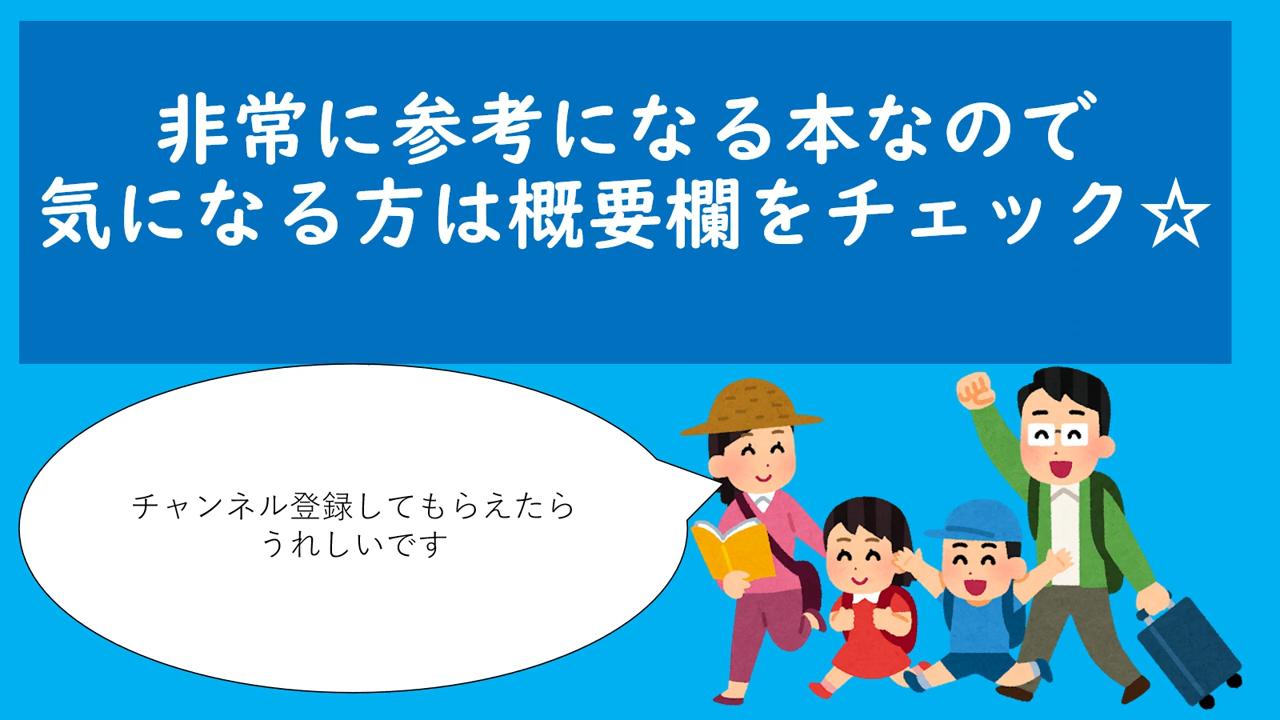 非常に参考になる本なので
気になる方は概要欄をチェック☆
チャンネル登録してもらえたら
うれしいです